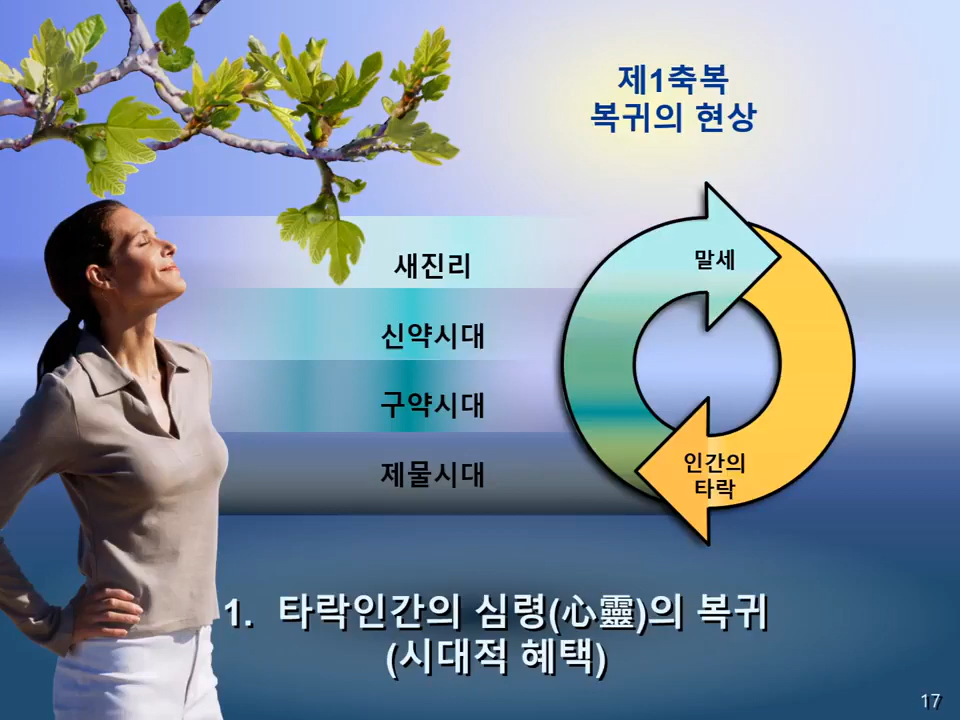 제1축복
복귀의 현상
새진리
신약시대
구약시대
제물시대
말세
인간의
타락
1. 타락인간의 심령(心靈)의 복귀
(시대적 혜택)
17